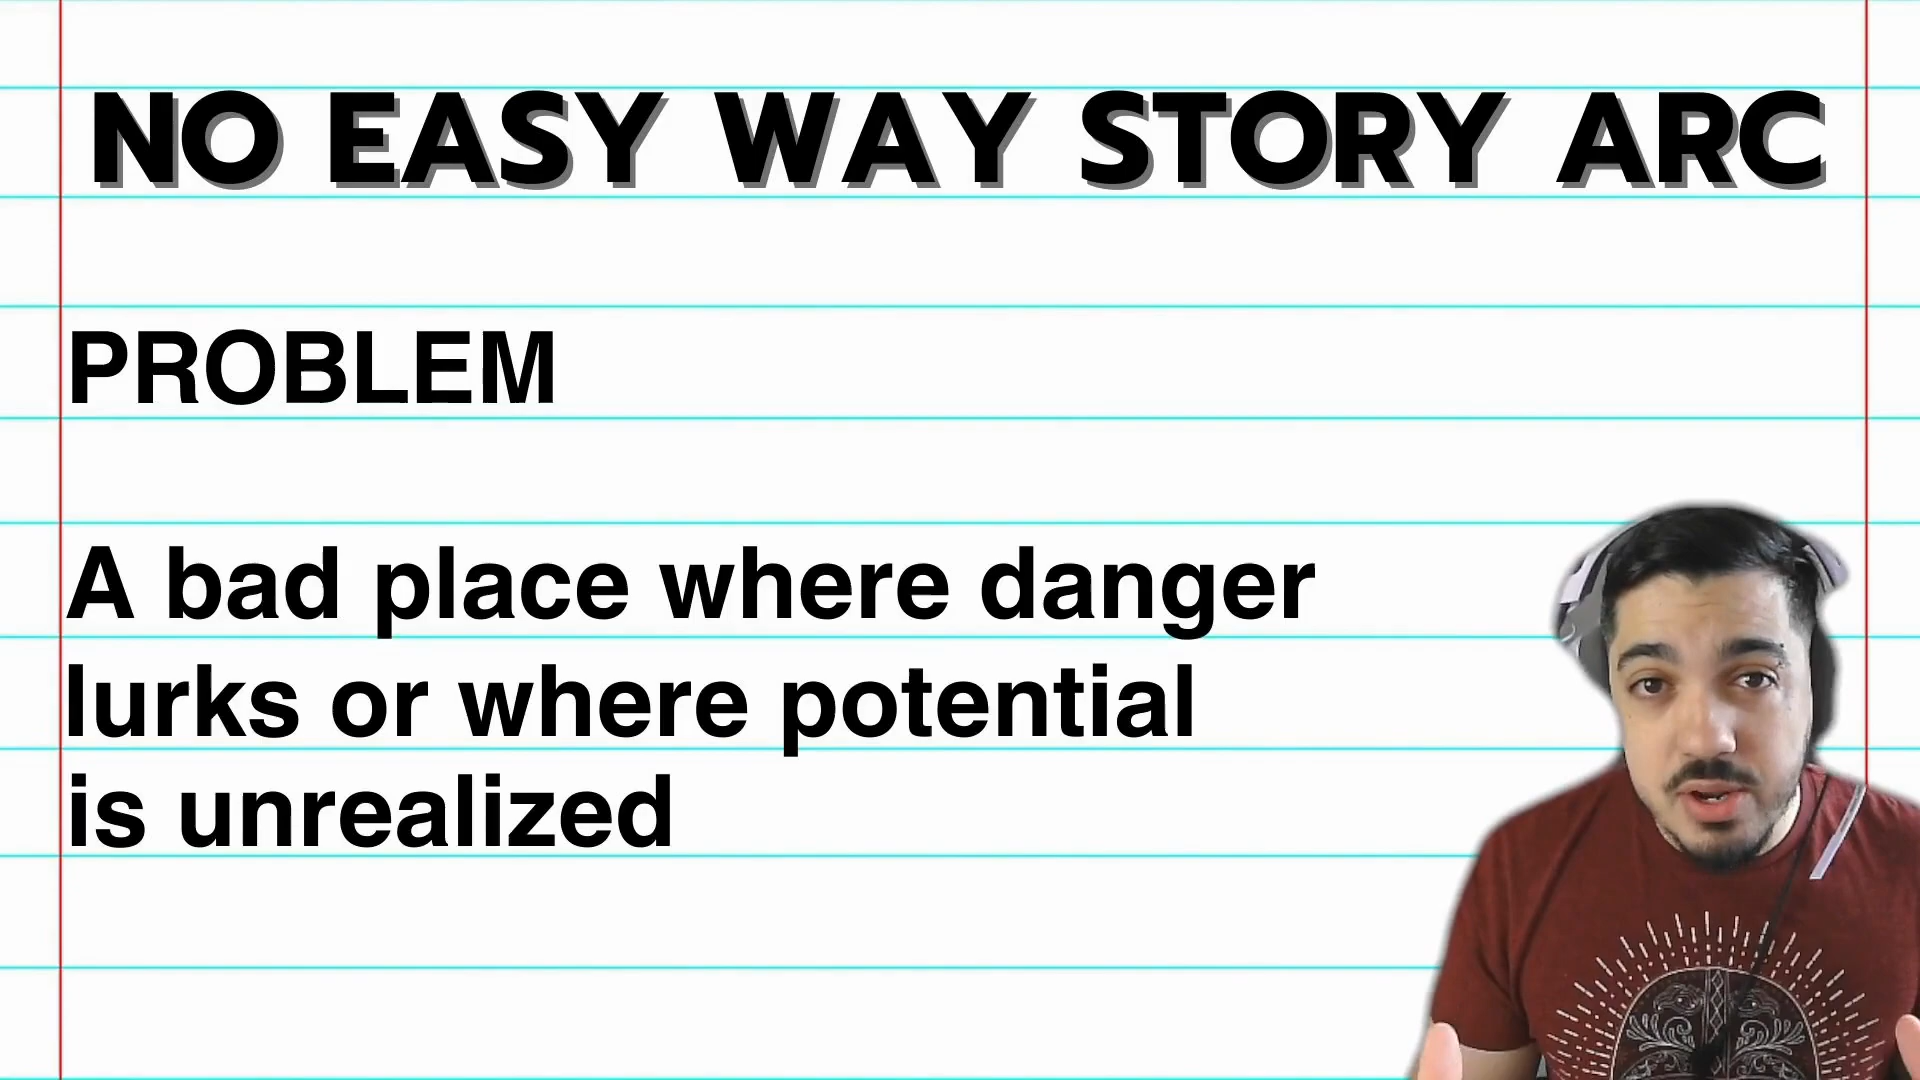 NO EASY WAY STORY ARC
PROBLEM
A bad place where danger
lurks or where potential
is unrealized